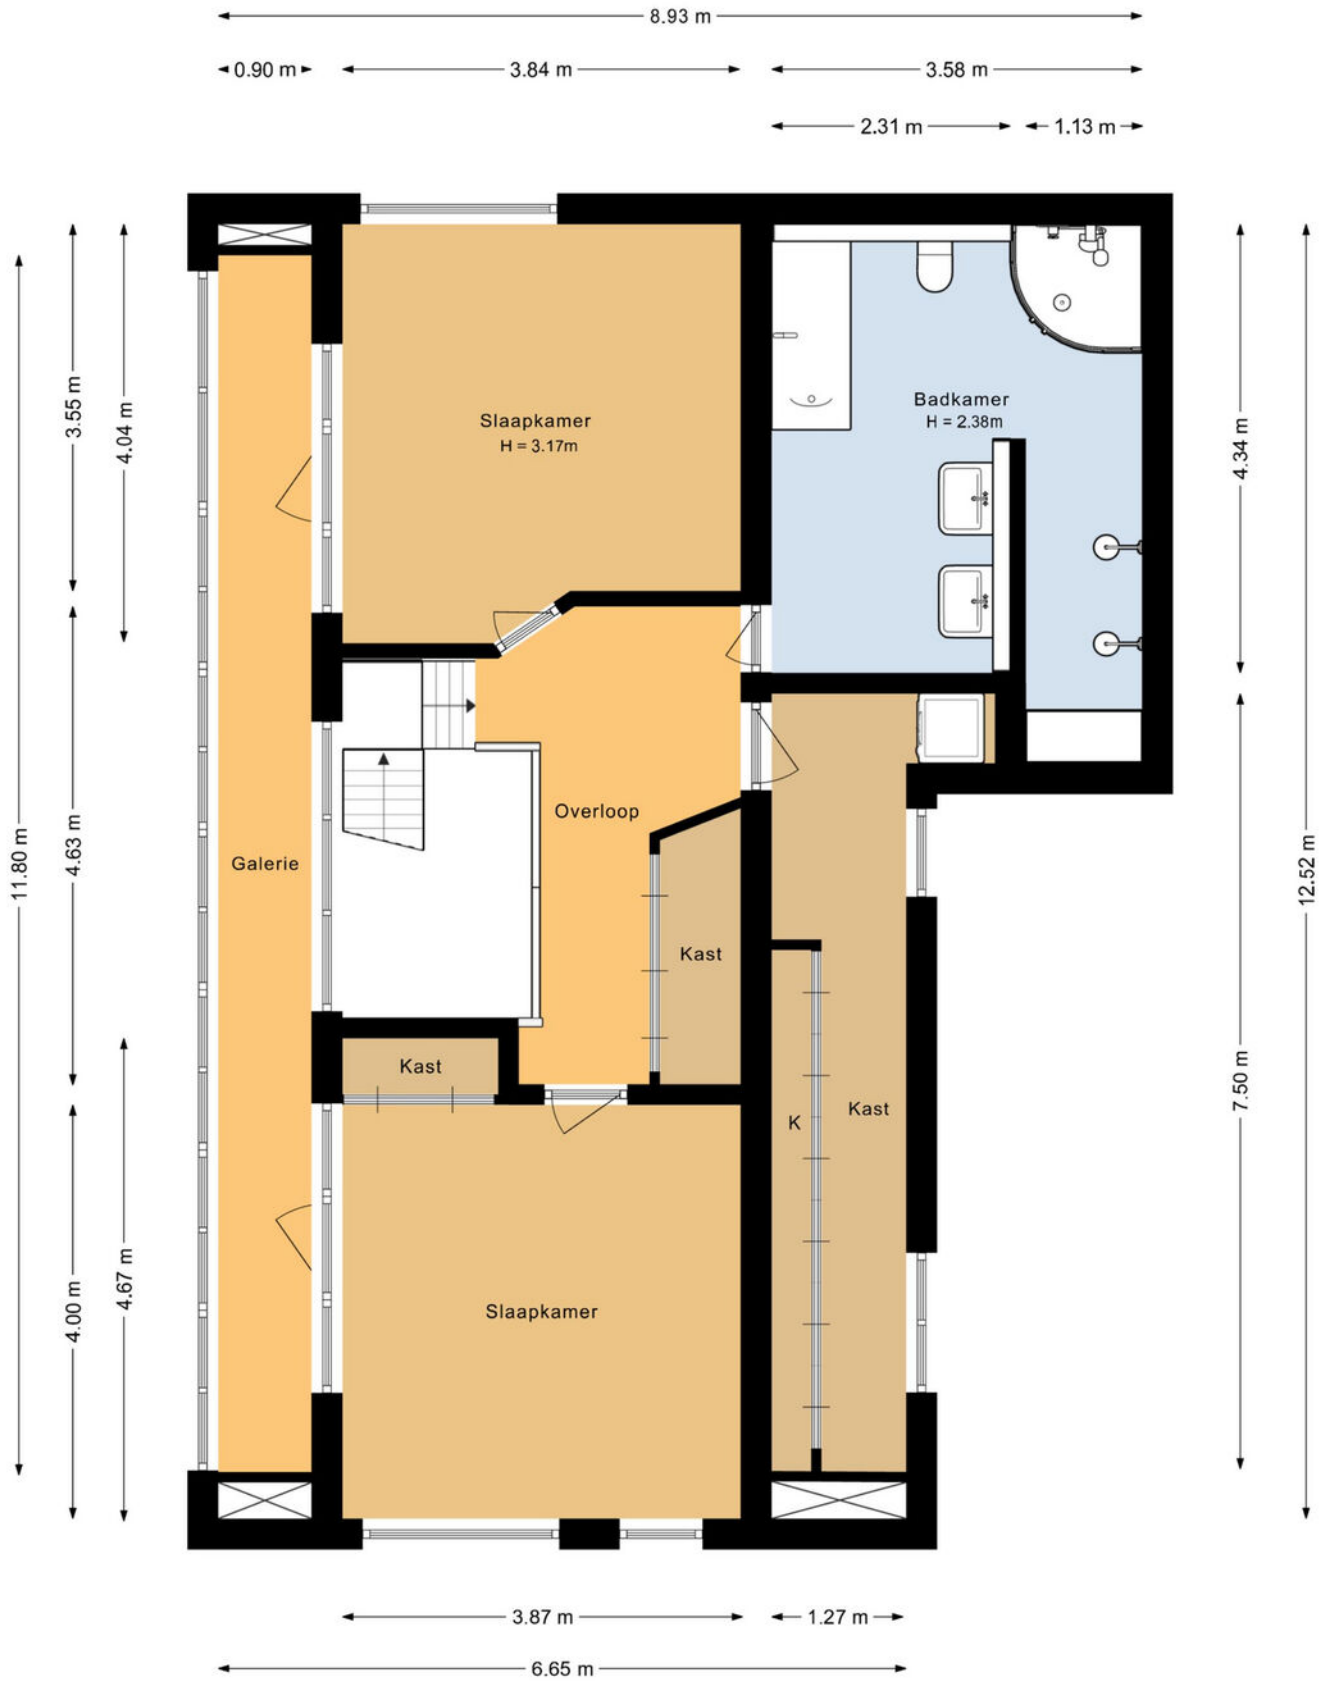 8.93 m
0.90 m
3.84 m
3.58 m
2.31 m
1.13 m
3.55 m
4.04 m
11.80 m
4.63 m
4.00 m
4.67 m
Slaapkamer
H = 3.17m
Badkamer
H = 2.38m
4.34 m
Overloop
Galerie
12.52 m
Kast
Kast
K
Kast
7.50 m
Slaapkamer
3.87 m
1.27 m
6.65 m